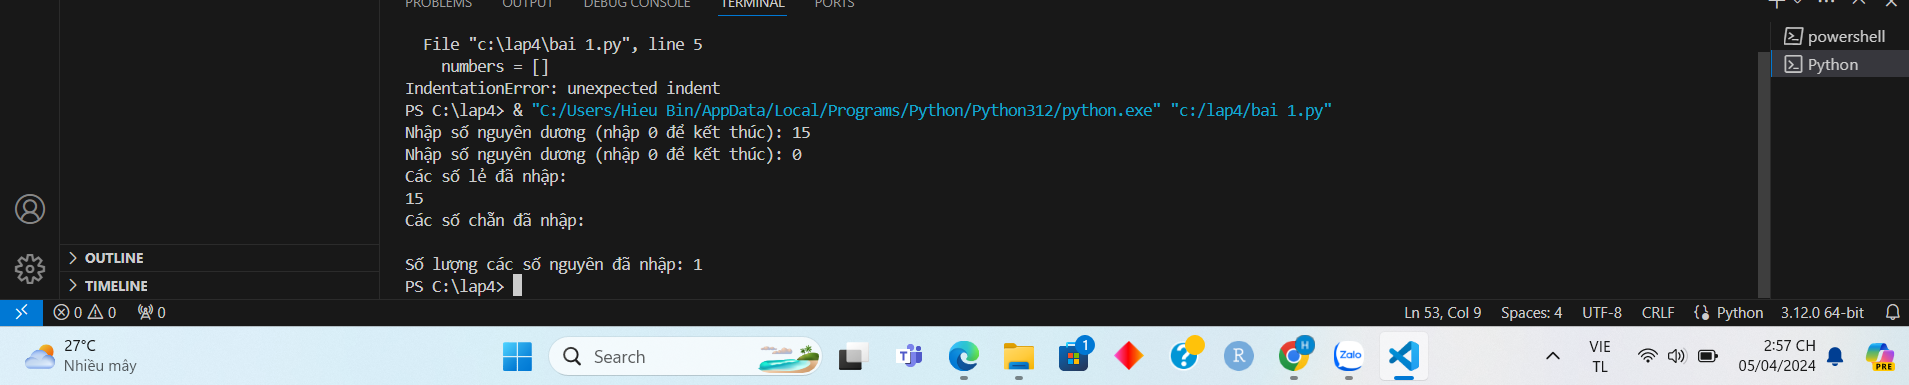 PROBLEMS OUTPUT DEBUG CONSOLE TERMINAL PORTS
File "c:\lap4\bai 1.py", line 5
numbers = []
IndentationError: unexpected indent
PS C:\lap4> & "C:/Users/Hieu Bin/AppData/Local/Programs/Python/Python312/python.exe" "c:/lap4/bai 1.py"
Nhập số nguyên dương (nhập 0 để kết thúc): 15
Nhập số nguyên dương (nhập 0 để kết thúc): 0
Các số lẻ đã nhập:
15
Các số chẵn đã nhập:
Số lượng các số nguyên đã nhập: 1
PS C:\lap4>
powershell
Python
OUTLINE
TIMELINE
0 0 0 Ln 53, Col 9 Spaces: 4 UTF-8 CRLF Python 3.12.0 64-bit
27°C
Nhiều mây
Search
1
R
H
Zalo
VIE
TL
2:57 CH
05/04/2024
PRE